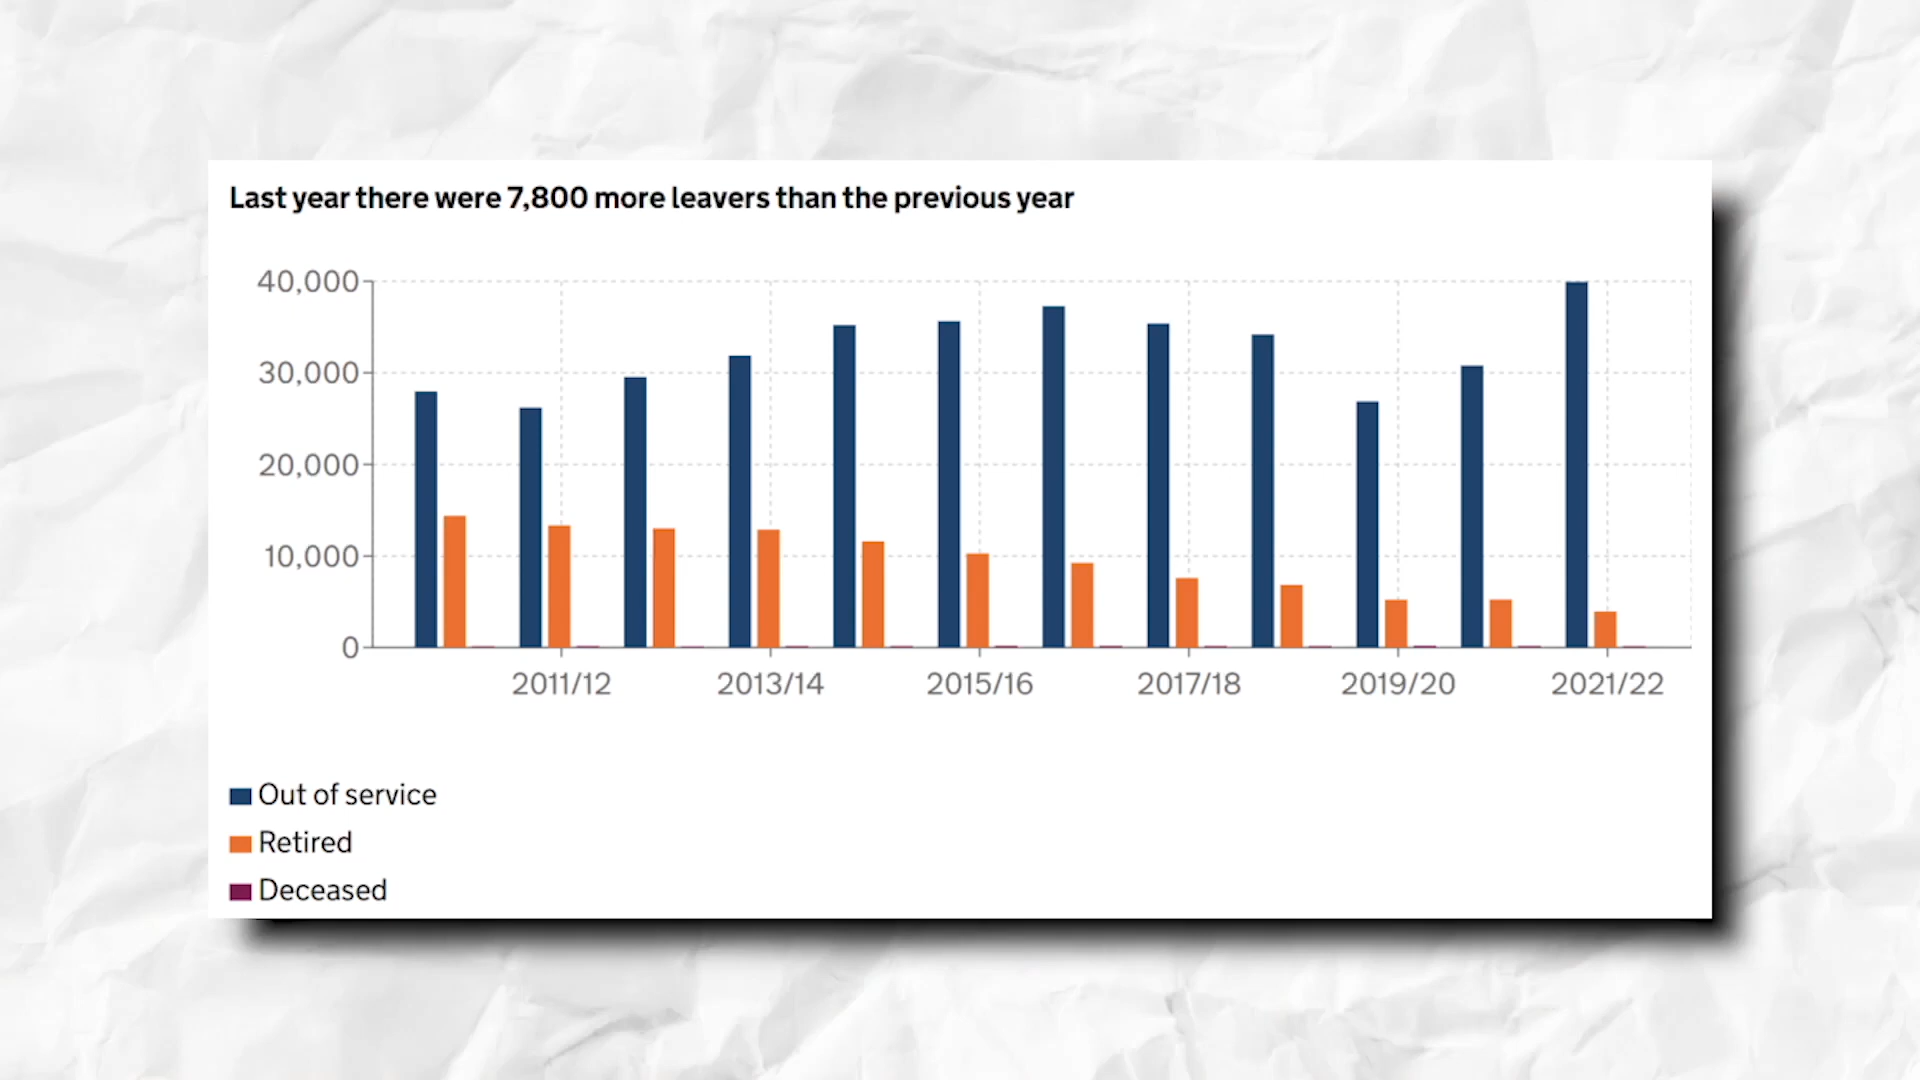 Last year there were 7,800 more leavers than the previous year
40,000
30,000
20,000
10,000
0
2011/12 2013/14 2015/16 2017/18 2019/20 2021/22
Out of service
Retired
Deceased